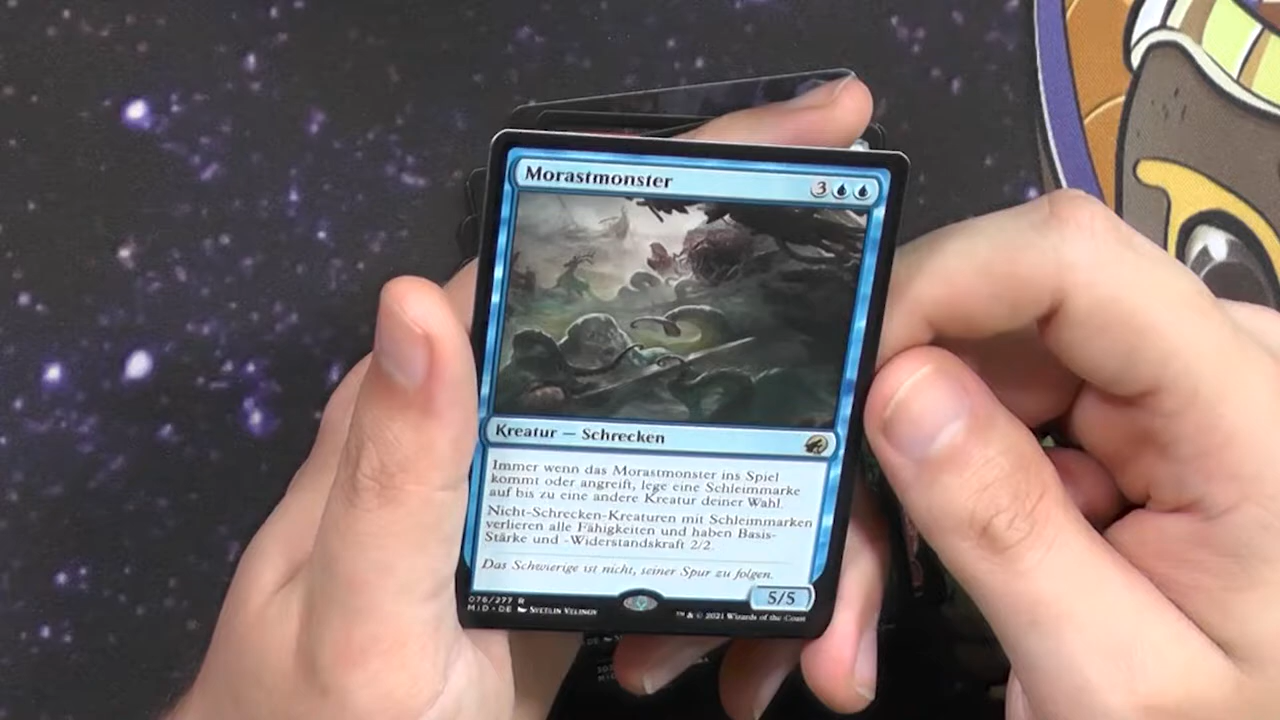 Morastmonster 3
Kreatur — Schrecken
Immer wenn das Morastmonster ins Spiel
kommt oder angreift, lege eine Schleimmarke
auf bis zu eine andere Kreatur deiner Wahl.
Nicht-Schrecken-Kreaturen mit Schleimmarken
verlieren alle Fähigkeiten und haben Basis-
Stärke und -Widerstandskraft 2/2.
Das Schwierige ist nicht, seiner Spur zu folgen.
5/5
076/277 R
MID • DE Svetlin Velinov ™ & © 2021 Wizards of the Coast